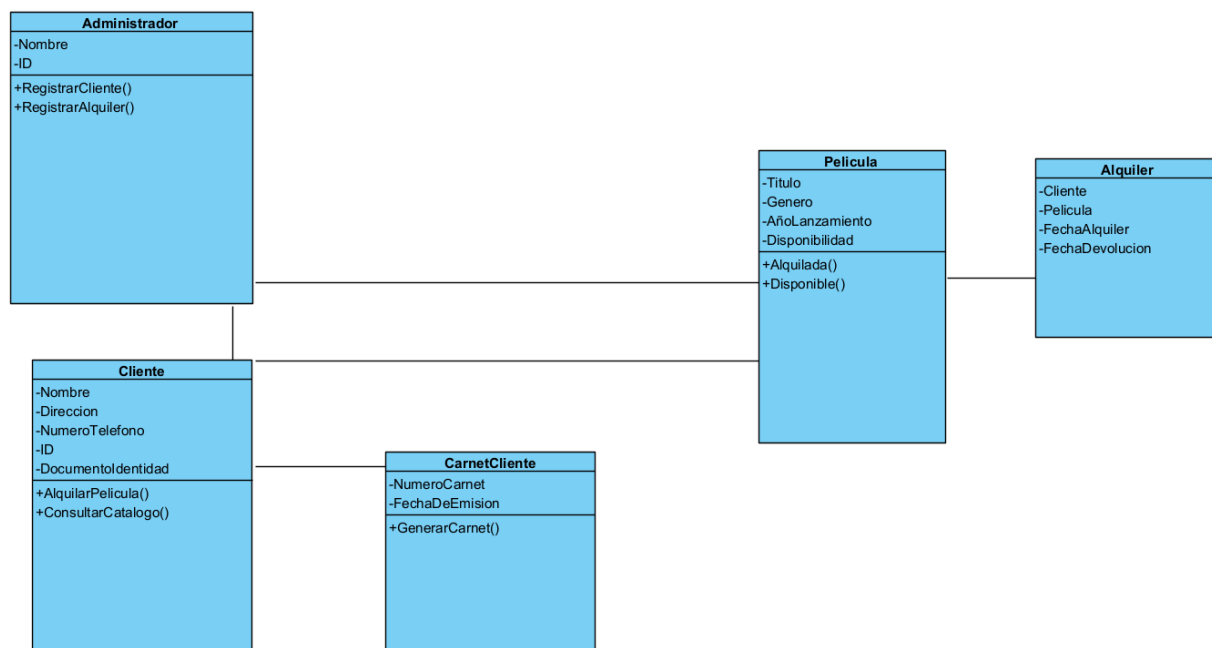 Administrador
-Nombre
-ID
+RegistrarCliente()
+RegistrarAlquiler()
Pelicula
-Titulo
-Genero
-AñoLanzamiento
-Disponibilidad
+Alquilada()
+Disponible()
Alquiler
-Cliente
-Pelicula
-FechaAlquiler
-FechaDevolucion
Cliente
-Nombre
-Direccion
-NumeroTelefono
-ID
-DocumentoIdentidad
+AlquilarPelicula()
+ConsultarCatalogo()
CarnetCliente
-NumeroCarnet
-FechaDeEmision
+GenerarCarnet()